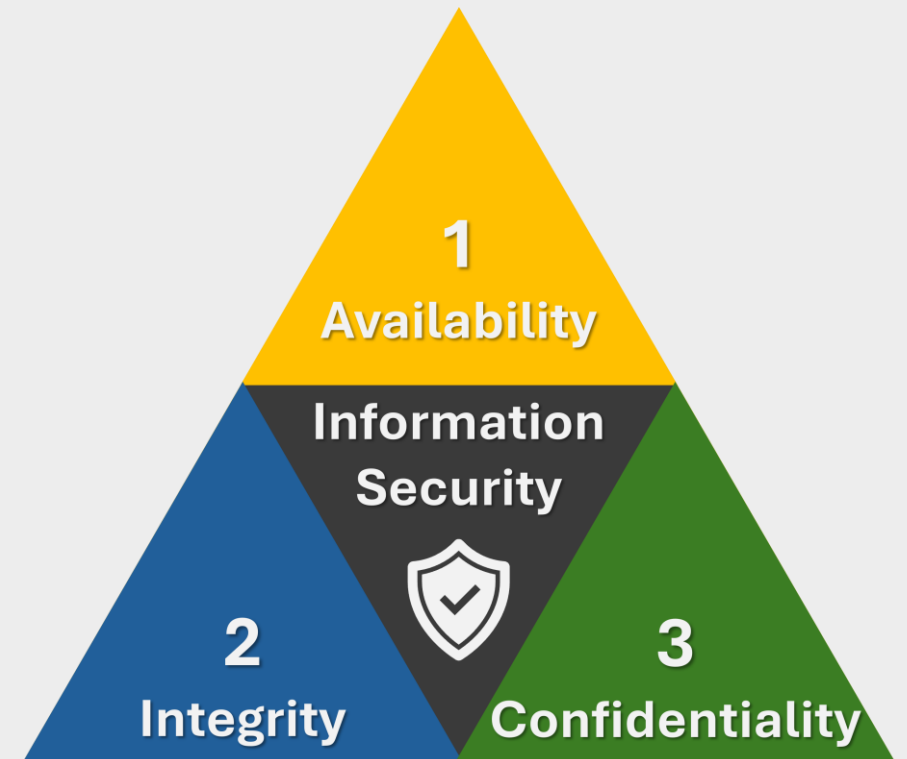 1
Availability
Information
Security
2
Integrity
3
Confidentiality